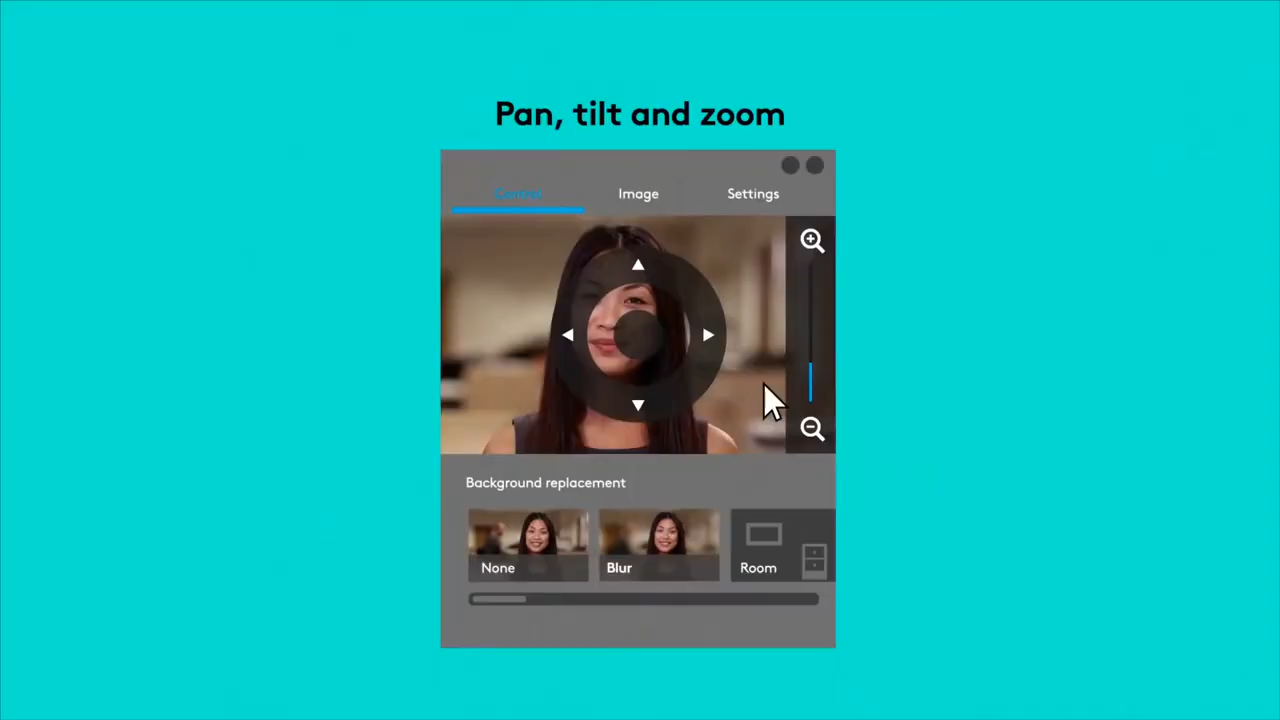 Pan, tilt and zoom
Control Image Settings
Background replacement
None Blur Room